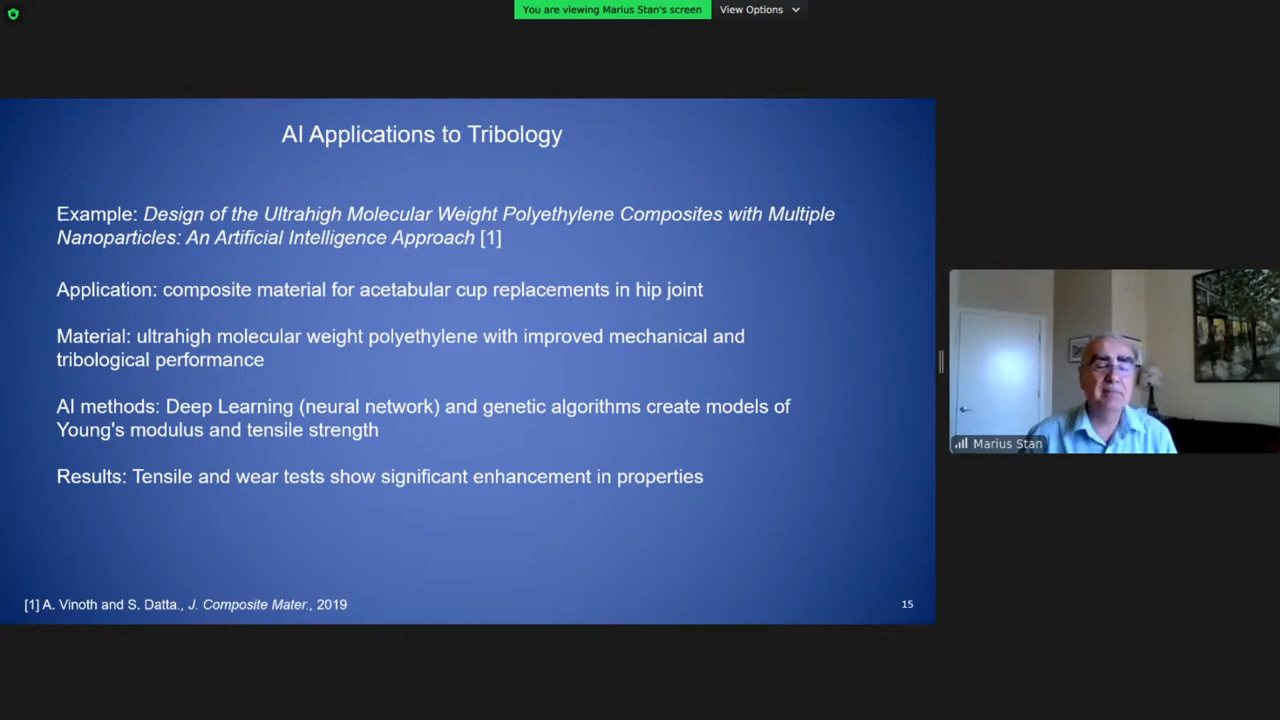 You are viewing Marius Stan's screen
View Options
AI Applications to Tribology
Example: Design of the Ultrahigh Molecular Weight Polyethylene Composites with Multiple
Nanoparticles: An Artificial Intelligence Approach [1]
Application: composite material for acetabular cup replacements in hip joint
Material: ultrahigh molecular weight polyethylene with improved mechanical and
tribological performance
AI methods: Deep Learning (neural network) and genetic algorithms create models of
Young's modulus and tensile strength
Results: Tensile and wear tests show significant enhancement in properties
[1] A. Vinoth and S. Datta., J. Composite Mater., 2019
15
Marius Stan